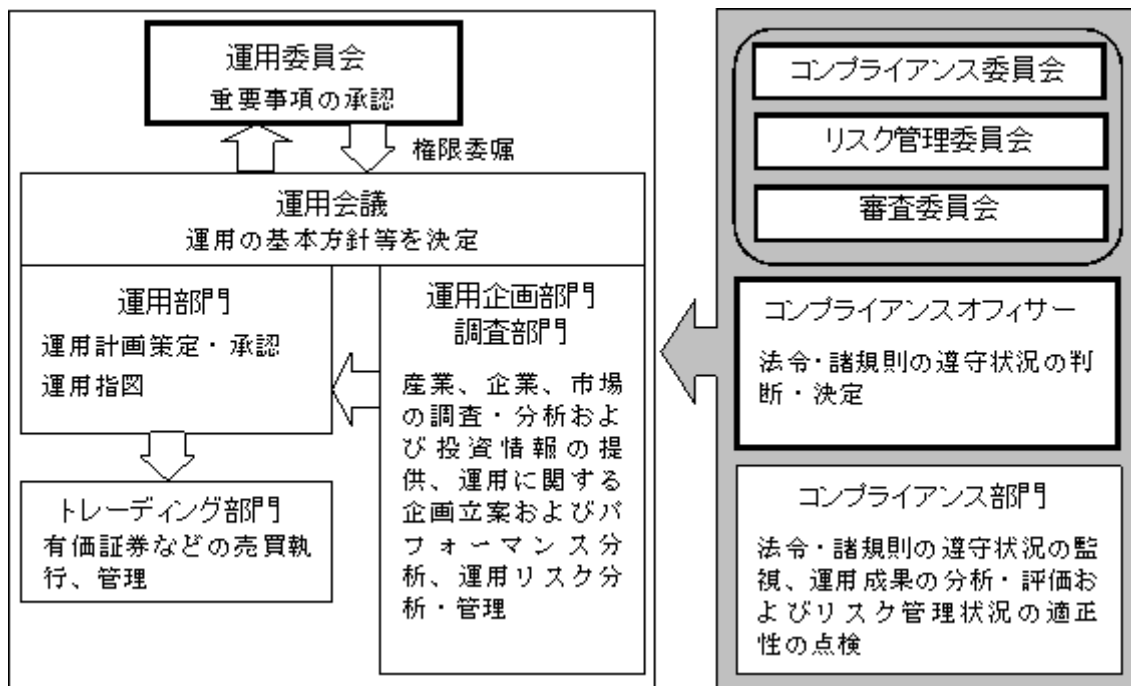 運用委員会
重要事項の承認
権限委嘱
運用会議
運用の基本方針等を決定
運用部門
運用計画策定・承認
運用指図
トレーディング部門
有価証券などの売買執
行、管理
運用企画部門
調査部門
産業、企業、市場
の調査・分析およ
び投資情報の提
供、運用に関する
企画立案およびパ
フォーマンス分
析、運用リスク分
析・管理
コンプライアンス委員会
リスク管理委員会
審査委員会
コンプライアンスオフィサー
法令・諸規則の遵守状況の判
断・決定
コンプライアンス部門
法令・諸規則の遵守状況の監
視、運用成果の分析・評価お
よびリスク管理状況の適正
性の点検